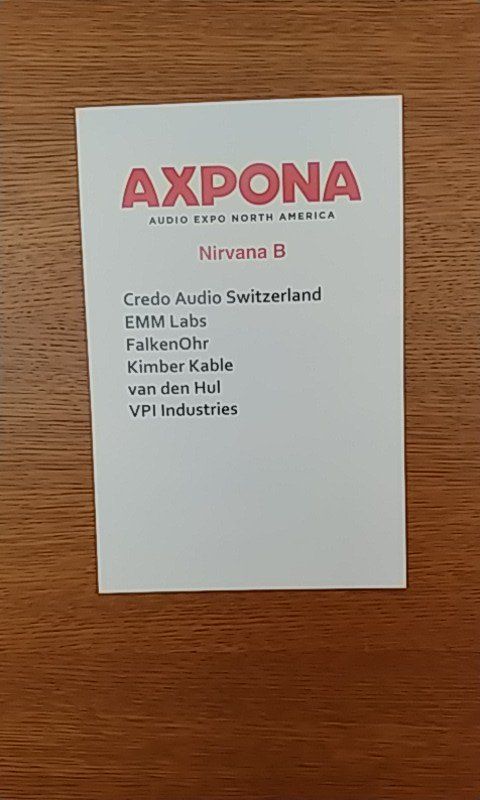 AXPONA
AUDIO EXPO NORTH AMERICA
Nirvana B
Credo Audio Switzerland
EMM Labs
FalkenOhr
Kimber Kable
van den Hul
VPI Industries